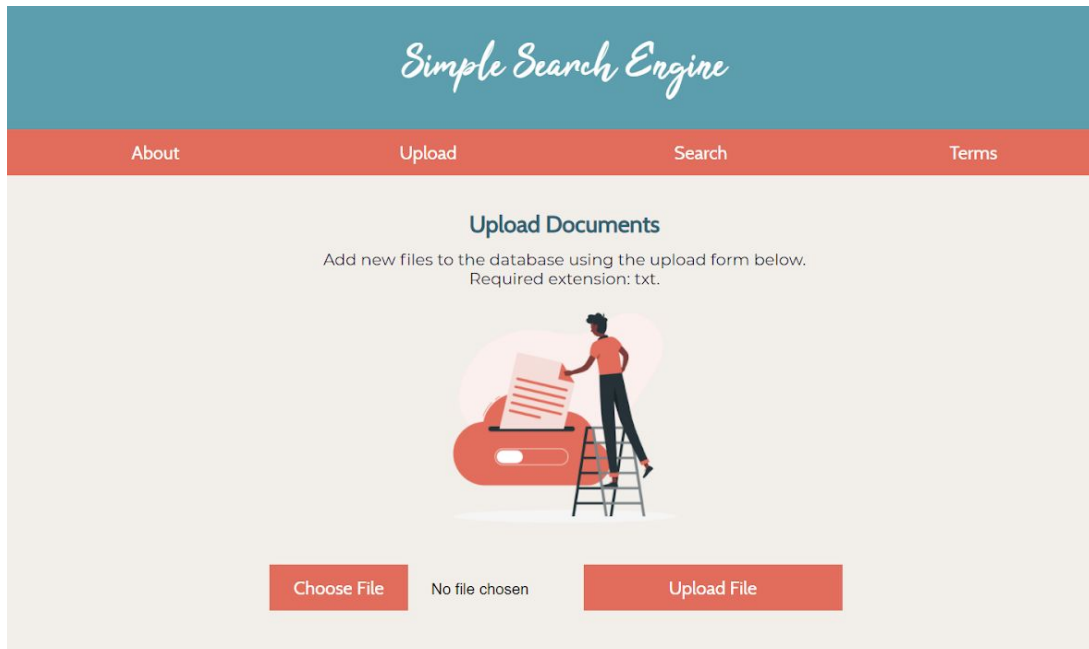 Simple Search Engine
About Upload Search Terms
Upload Documents
Add new files to the database using the upload form below.
Required extension: txt.
Choose File No file chosen Upload File